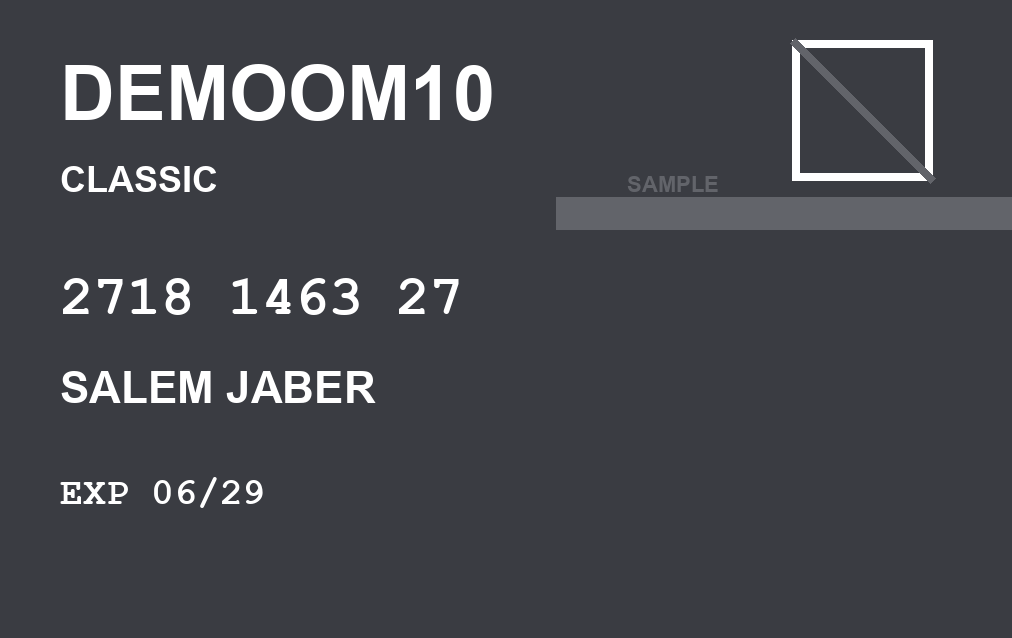 DEMOOM10
CLASSIC
SAMPLE
2718 1463 27
SALEM JABER
EXP 06/29